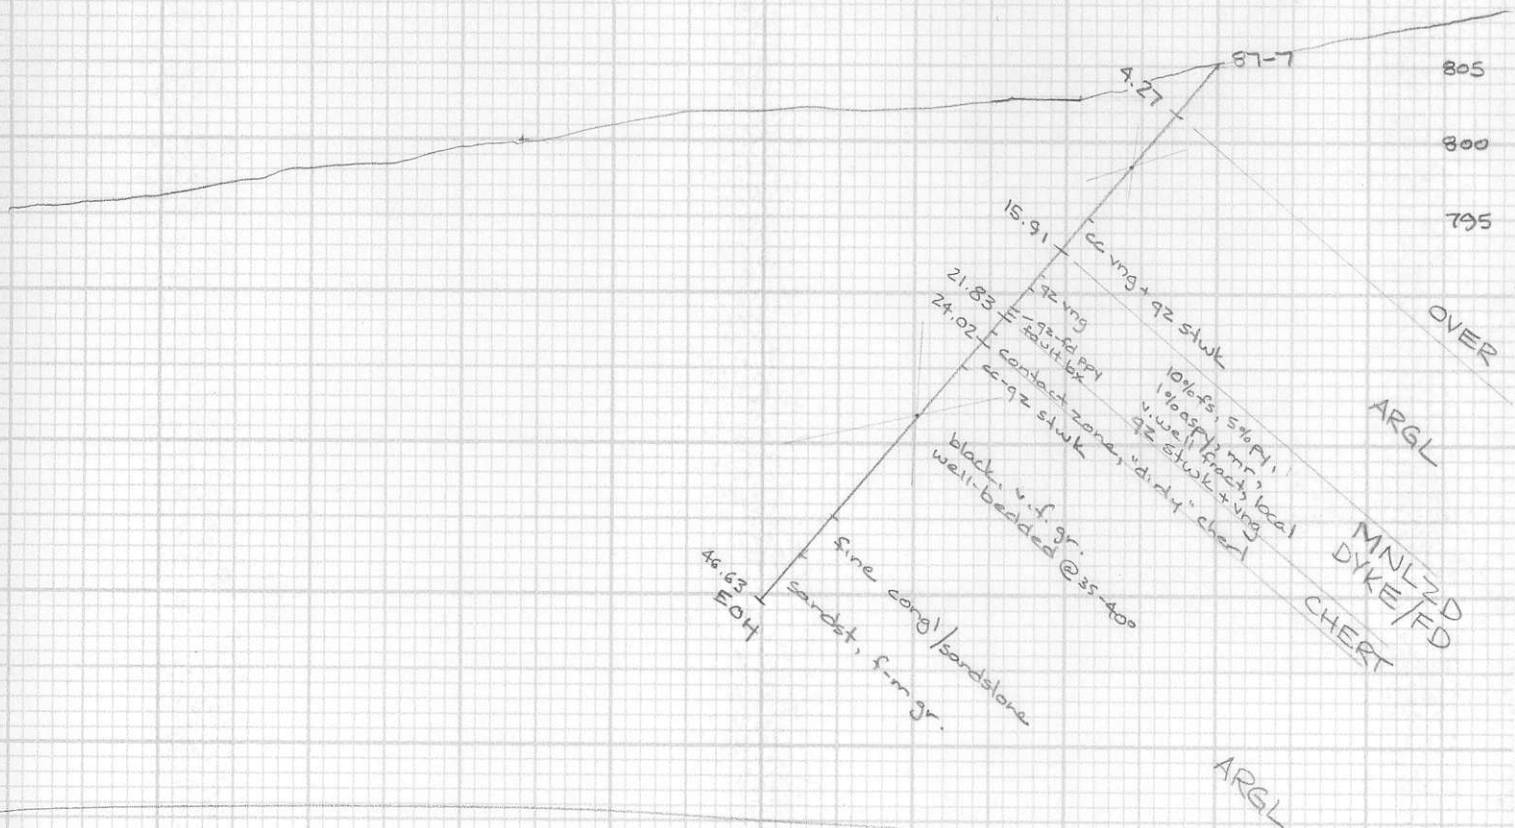 87-7
805
800
795
4.27
15.91
21.83
24.02
46.63
EOH
cc vng + qz stwk
qz vng
qz-fd ppy
fault bx
contact zone, "dirty" chert
cc-qz stwk
10% fs, 5% py,
1% aspy, mr,
v. well fract, local
qz stwk + vng
black, v.f. gr.
well-bedded @ 35-40°
fine congl/sandstone
sandst, f-m gr.
OVER
ARGL
MNLZD
DYKE/FD
CHERT
ARGL